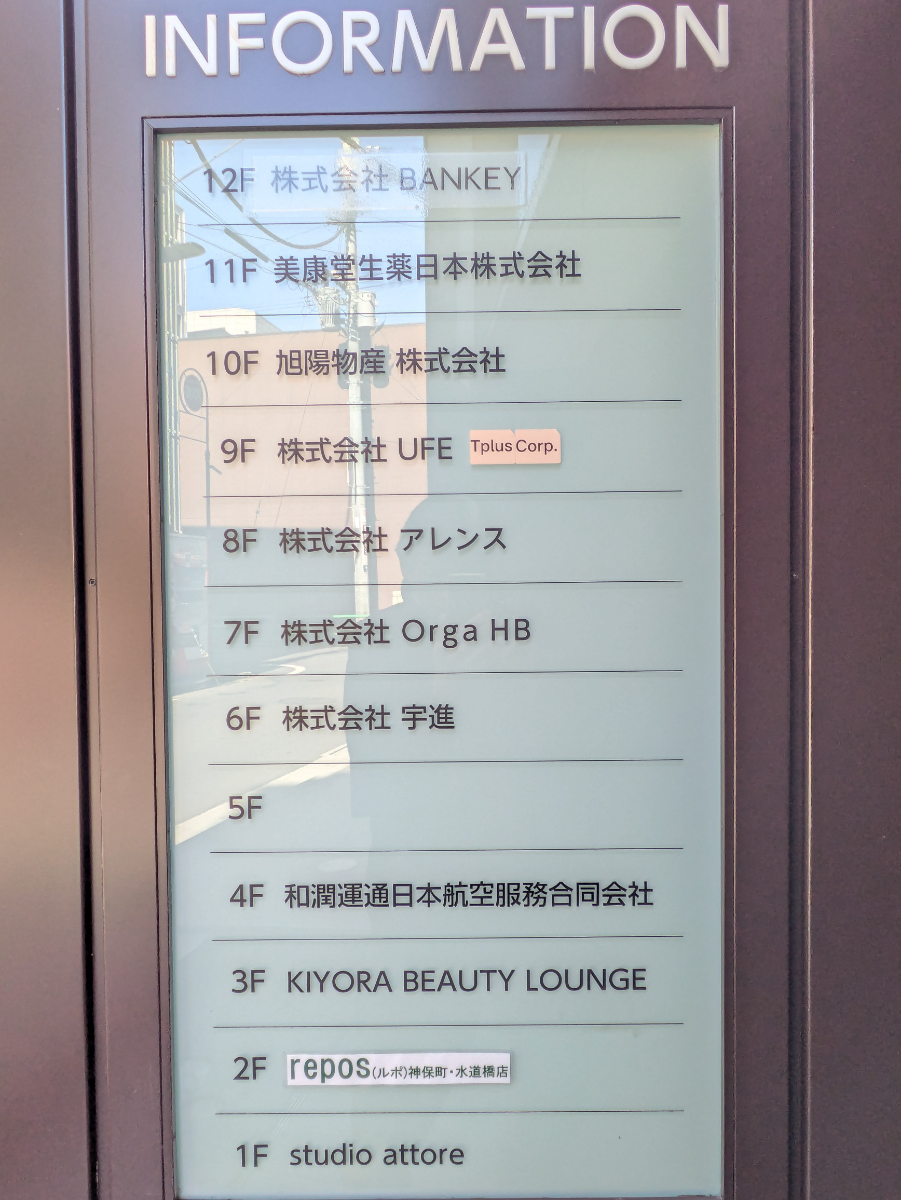 INFORMATION
12F 株式会社 BANKEY
11F 美康堂生薬日本株式会社
10F 旭陽物産 株式会社
9F 株式会社 UFE Tplus Corp.
8F 株式会社 アレンス
7F 株式会社 Orga HB
6F 株式会社 宇進
5F
4F 和潤運通日本航空服務合同会社
3F KIYORA BEAUTY LOUNGE
2F repos(ルポ)神保町・水道橋店
1F studio attore